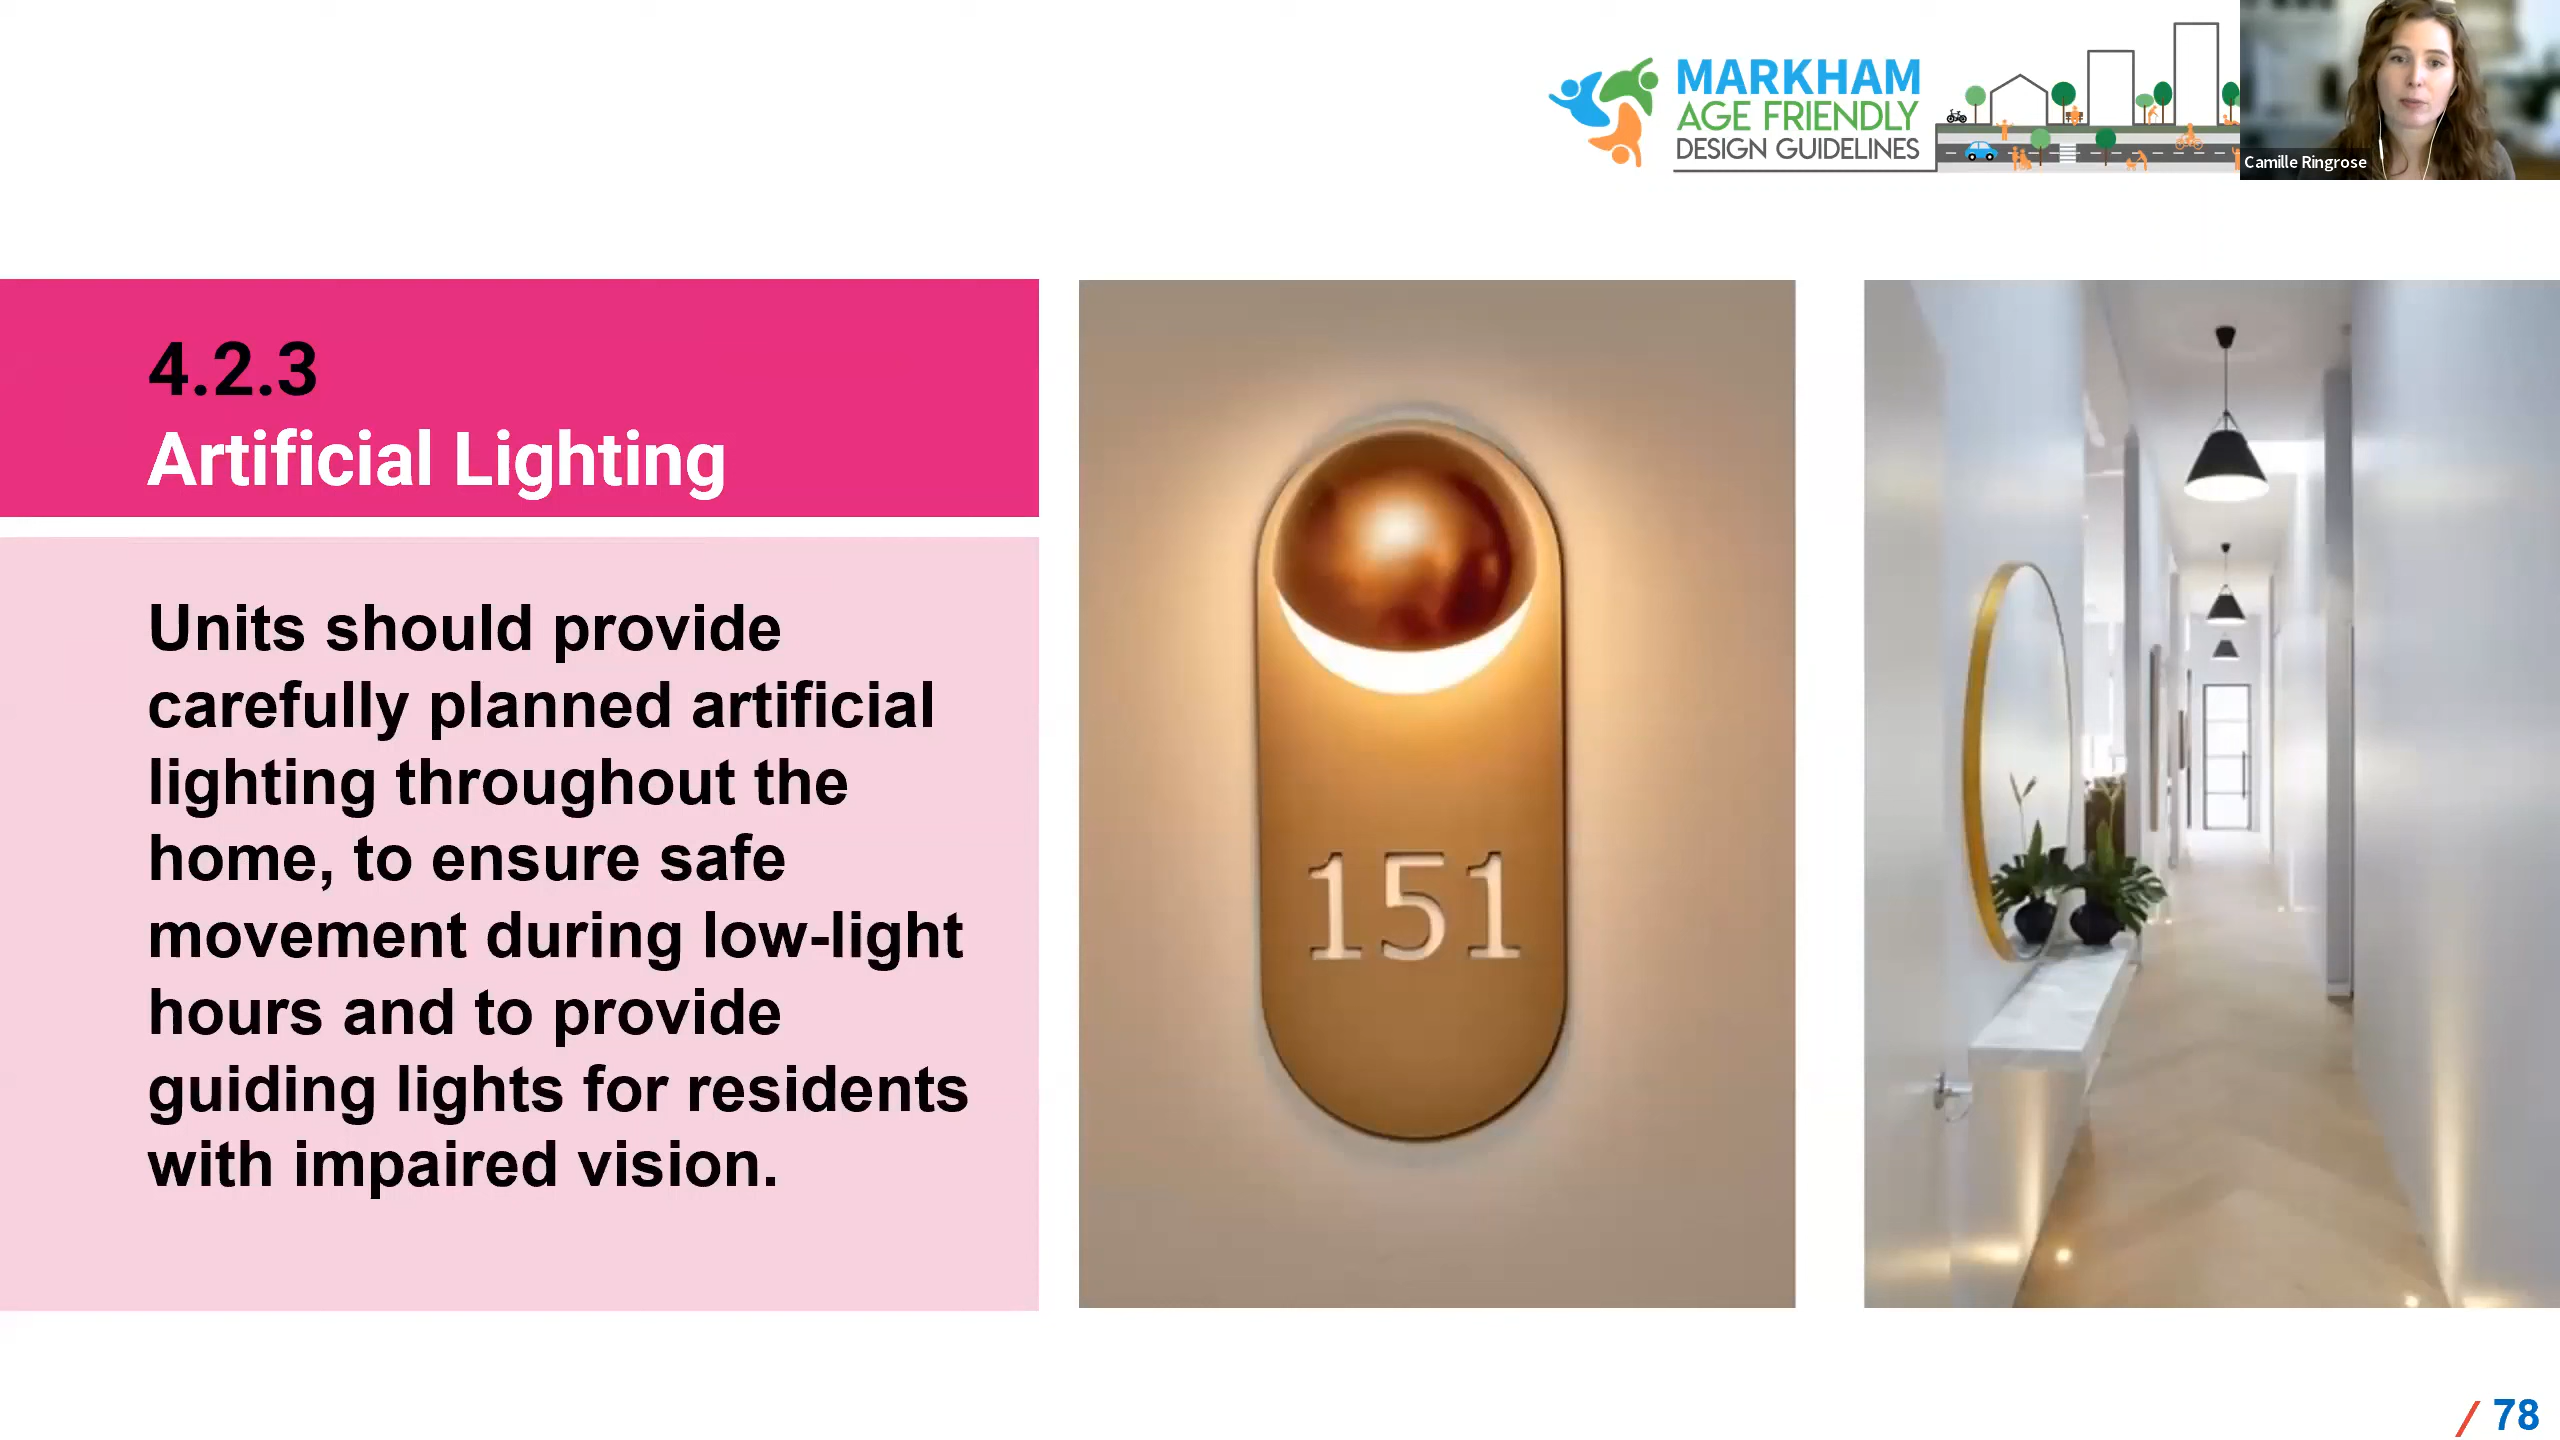 MARKHAM
AGE FRIENDLY
DESIGN GUIDELINES
Camille Ringrose
4.2.3
Artificial Lighting
Units should provide
carefully planned artificial
lighting throughout the
home, to ensure safe
movement during low-light
hours and to provide
guiding lights for residents
with impaired vision.
151
/ 78